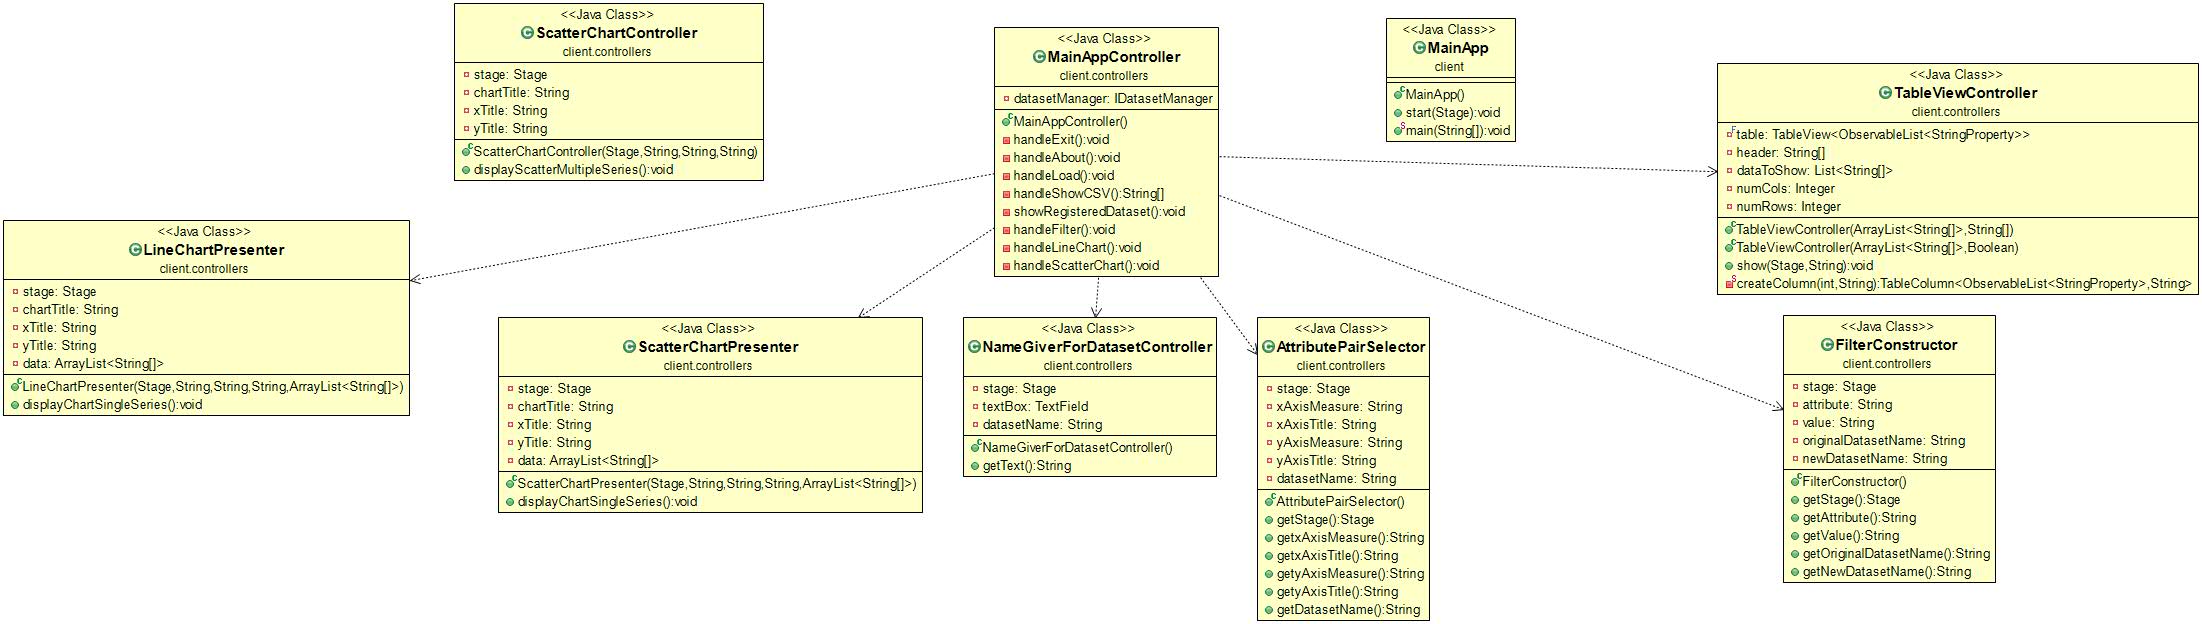 <<Java Class>>
ScatterChartController
client.controllers
stage: Stage
chartTitle: String
xTitle: String
yTitle: String
ScatterChartController(Stage,String,String,String)
displayScatterMultipleSeries():void
<<Java Class>>
MainAppController
client.controllers
datasetManager: IDatasetManager
MainAppController()
handleExit():void
handleAbout():void
handleLoad():void
handleShowCSV():String[]
showRegisteredDataset():void
handleFilter():void
handleLineChart():void
handleScatterChart():void
<<Java Class>>
MainApp
client
MainApp()
start(Stage):void
main(String[]):void
<<Java Class>>
TableViewController
client.controllers
table: TableView<ObservableList<StringProperty>>
header: String[]
dataToShow: List<String[]>
numCols: Integer
numRows: Integer
TableViewController(ArrayList<String[]>,String[])
TableViewController(ArrayList<String[]>,Boolean)
show(Stage,String):void
createColumn(int,String):TableColumn<ObservableList<StringProperty>,String>
<<Java Class>>
LineChartPresenter
client.controllers
stage: Stage
chartTitle: String
xTitle: String
yTitle: String
data: ArrayList<String[]>
LineChartPresenter(Stage,String,String,String,ArrayList<String[]>)
displayChartSingleSeries():void
<<Java Class>>
ScatterChartPresenter
client.controllers
stage: Stage
chartTitle: String
xTitle: String
yTitle: String
data: ArrayList<String[]>
ScatterChartPresenter(Stage,String,String,String,ArrayList<String[]>)
displayChartSingleSeries():void
<<Java Class>>
NameGiverForDatasetController
client.controllers
stage: Stage
textBox: TextField
datasetName: String
NameGiverForDatasetController()
getText():String
<<Java Class>>
AttributePairSelector
client.controllers
stage: Stage
xAxisMeasure: String
xAxisTitle: String
yAxisMeasure: String
yAxisTitle: String
datasetName: String
AttributePairSelector()
getStage():Stage
getxAxisMeasure():String
getxAxisTitle():String
getyAxisMeasure():String
getyAxisTitle():String
getDatasetName():String
<<Java Class>>
FilterConstructor
client.controllers
stage: Stage
attribute: String
value: String
originalDatasetName: String
newDatasetName: String
FilterConstructor()
getStage():Stage
getAttribute():String
getValue():String
getOriginalDatasetName():String
getNewDatasetName():String